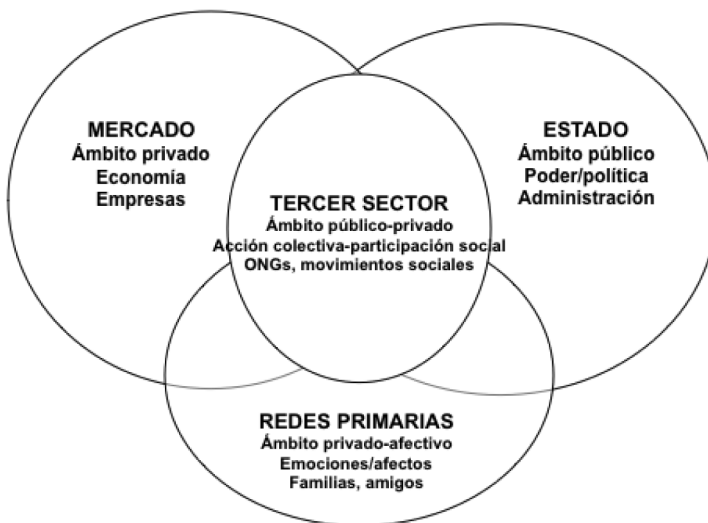 MERCADO
Ámbito privado
Economía
Empresas
ESTADO
Ámbito público
Poder/política
Administración
TERCER SECTOR
Ámbito público-privado
Acción colectiva-participación social
ONGs, movimientos sociales
REDES PRIMARIAS
Ámbito privado-afectivo
Emociones/afectos
Familias, amigos